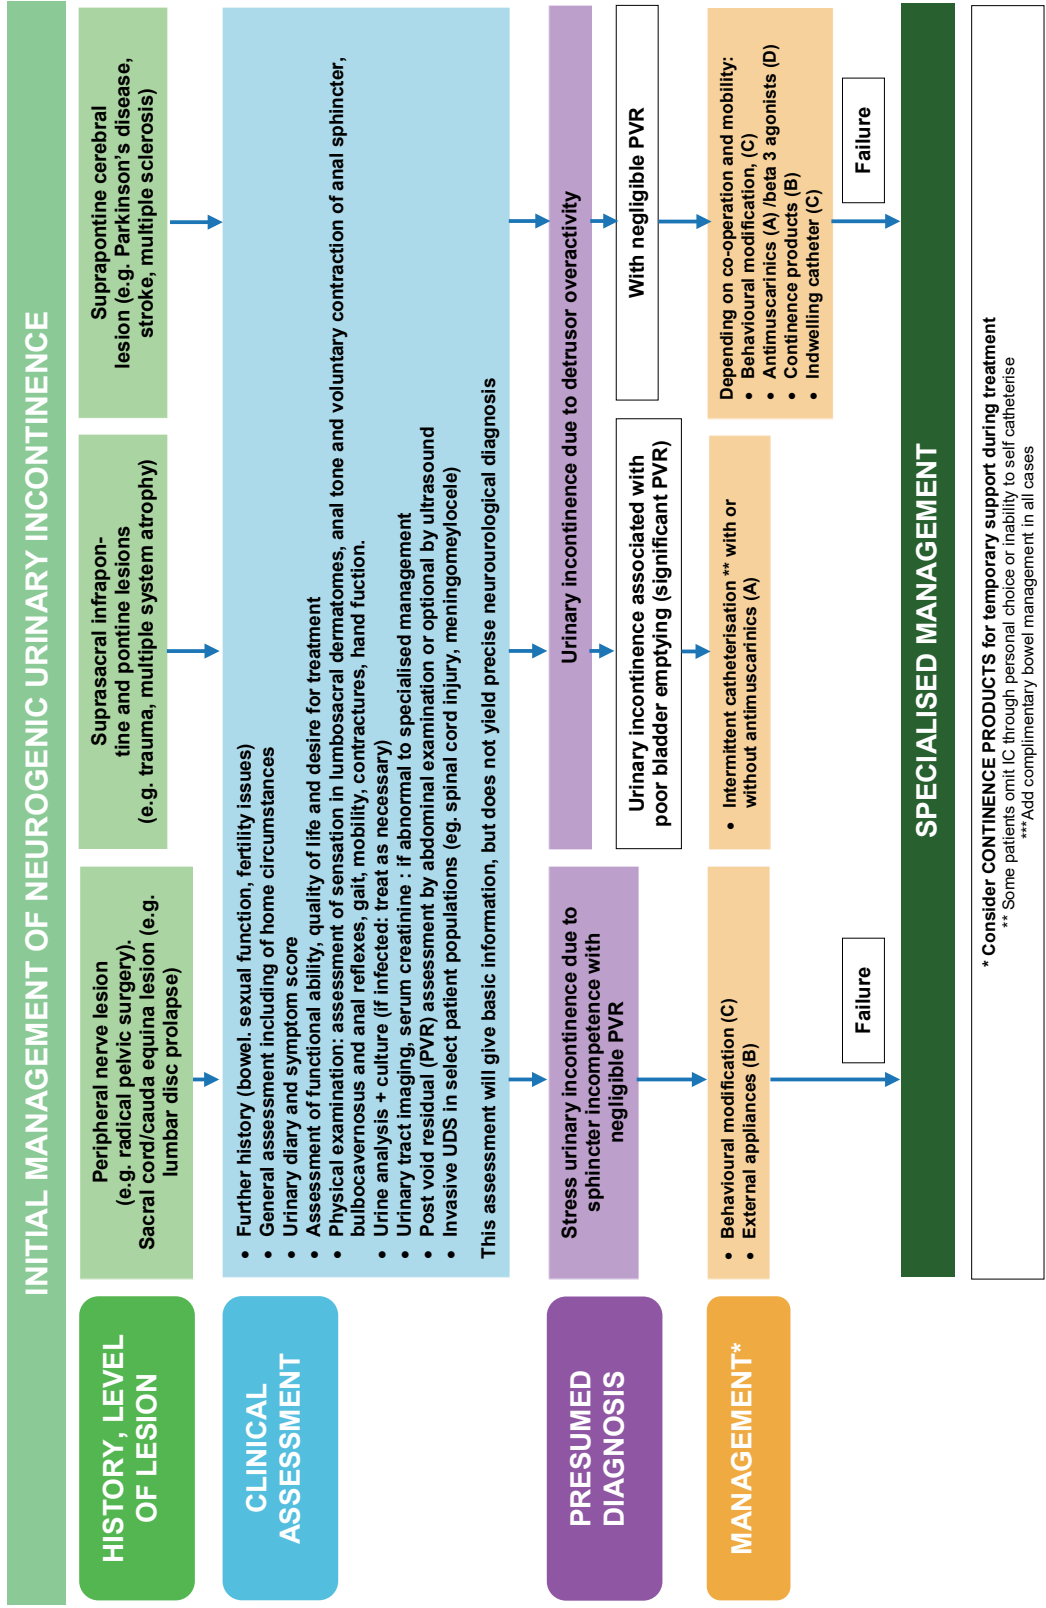 INITIAL MANAGEMENT OF NEUROGENIC URINARY INCONTINENCE
HISTORY, LEVEL
OF LESION
Peripheral nerve lesion
(e.g. radical pelvic surgery).
Sacral cord/cauda equina lesion (e.g.
lumbar disc prolapse)
Suprasacral infrapon-
tine and pontine lesions
(e.g. trauma, multiple system atrophy)
Suprapontine cerebral
lesion (e.g. Parkinson's disease,
stroke, multiple sclerosis)
CLINICAL
ASSESSMENT
• Further history (bowel. sexual function, fertility issues)
• General assessment including of home circumstances
• Urinary diary and symptom score
• Assessment of functional ability, quality of life and desire for treatment
• Physical examination: assessment of sensation in lumbosacral dermatomes, anal tone and voluntary contraction of anal sphincter,
bulbocavernosus and anal reflexes, gait, mobility, contractures, hand fuction.
• Urine analysis + culture (if infected: treat as necessary)
• Urinary tract imaging, serum creatinine : if abnormal to specialised management
• Post void residual (PVR) assessment by abdominal examination or optional by ultrasound
• Invasive UDS in select patient populations (eg. spinal cord injury, meningomeylocele)
This assessment will give basic information, but does not yield precise neurourological diagnosis
PRESUMED
DIAGNOSIS
Stress urinary incontinence due to
sphincter incompetence with
negligible PVR
Urinary incontinence due to detrusor overactivity
Urinary incontinence associated with
poor bladder emptying (significant PVR)
With negligible PVR
MANAGEMENT*
• Behavioural modification (C)
• External appliances (B)
• Intermittent catheterisation ** with or
without antimuscarinics (A)
Depending on co-operation and mobility:
• Behavioural modification, (C)
• Antimuscarinics (A) /beta 3 agonists (D)
• Continence products (B)
• Indwelling catheter (C)
Failure
Failure
SPECIALISED MANAGEMENT
* Consider CONTINENCE PRODUCTS for temporary support during treatment
** Some patients omit IC through personal choice or inability to self catheterise
***Add complimentary bowel management in all cases